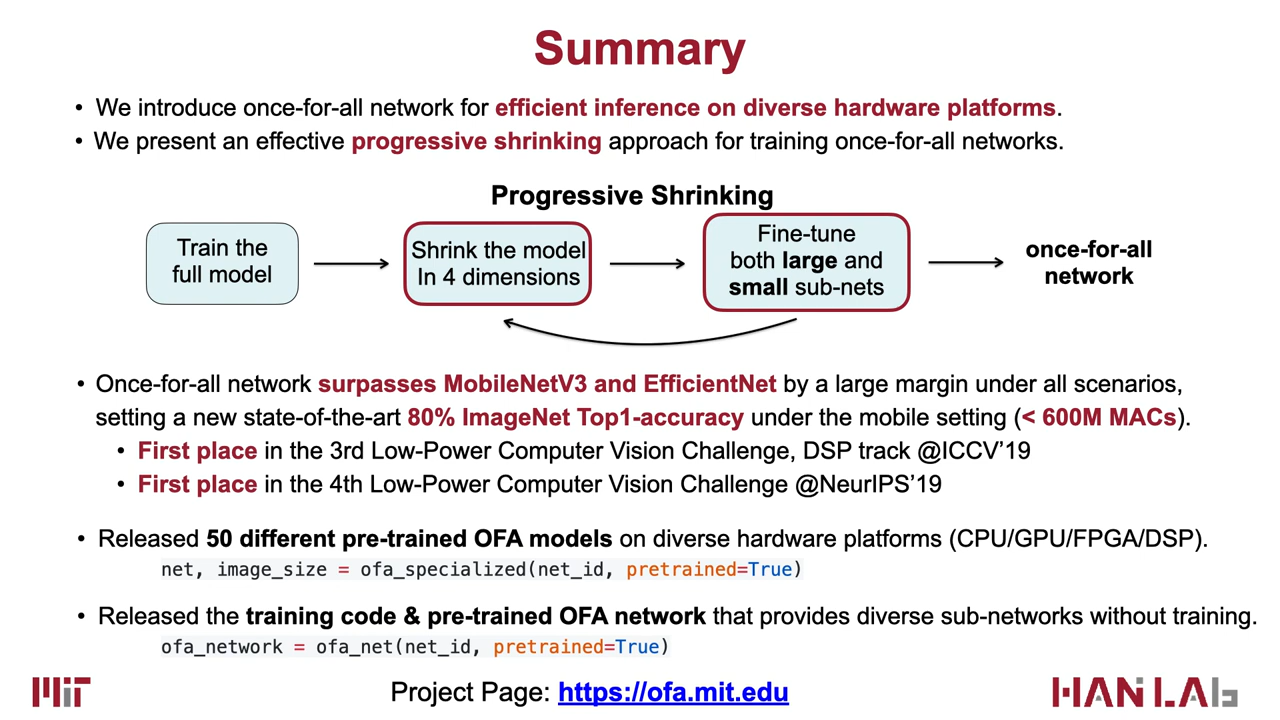 Summary
• We introduce once-for-all network for efficient inference on diverse hardware platforms.
• We present an effective progressive shrinking approach for training once-for-all networks.
Progressive Shrinking
Train the
full model
Shrink the model
In 4 dimensions
Fine-tune
both large and
small sub-nets
once-for-all
network
• Once-for-all network surpasses MobileNetV3 and EfficientNet by a large margin under all scenarios,
setting a new state-of-the-art 80% ImageNet Top1-accuracy under the mobile setting (< 600M MACs).
• First place in the 3rd Low-Power Computer Vision Challenge, DSP track @ICCV’19
• First place in the 4th Low-Power Computer Vision Challenge @NeurIPS’19
• Released 50 different pre-trained OFA models on diverse hardware platforms (CPU/GPU/FPGA/DSP).
net, image_size = ofa_specialized(net_id, pretrained=True)
• Released the training code & pre-trained OFA network that provides diverse sub-networks without training.
ofa_network = ofa_net(net_id, pretrained=True)
MIT
Project Page: https://ofa.mit.edu
HAN LAb